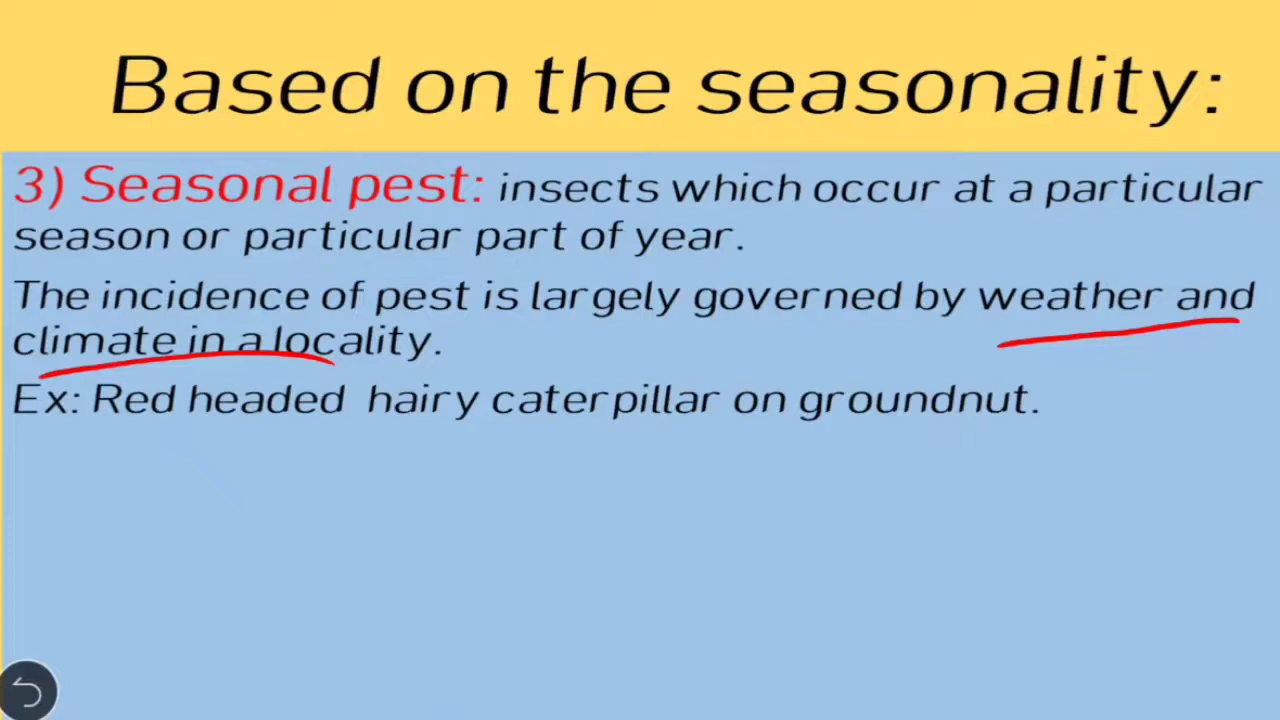 Based on the seasonality:
3) Seasonal pest: insects which occur at a particular
season or particular part of year.
The incidence of pest is largely governed by weather and
climate in a locality.
Ex: Red headed hairy caterpillar on groundnut.